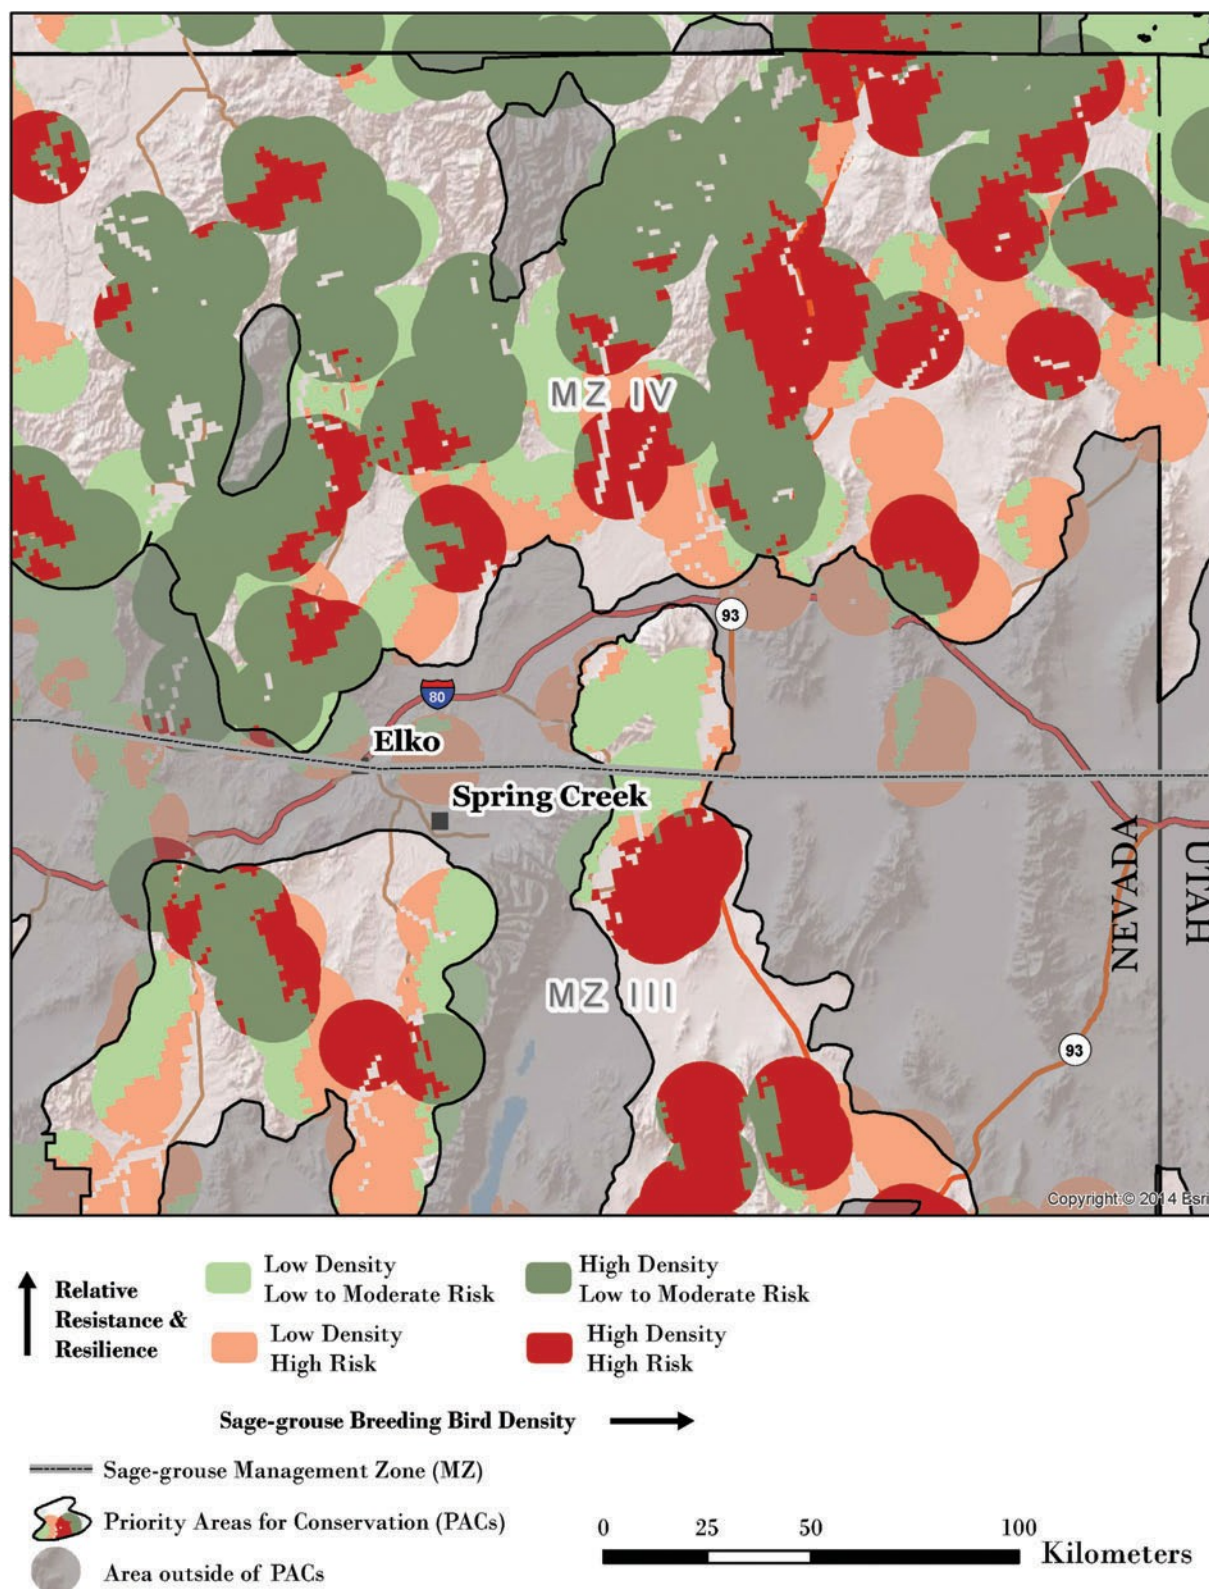 MZ IV
93
80
Elko
Spring Creek
NEVADA
UTAH
MZ III
93
Copyright:© 2014 Esri
Relative
Resistance &
Resilience
Low Density
Low to Moderate Risk
High Density
Low to Moderate Risk
Low Density
High Risk
High Density
High Risk
Sage-grouse Breeding Bird Density
Sage-grouse Management Zone (MZ)
Priority Areas for Conservation (PACs)
Area outside of PACs
0 25 50 100
Kilometers